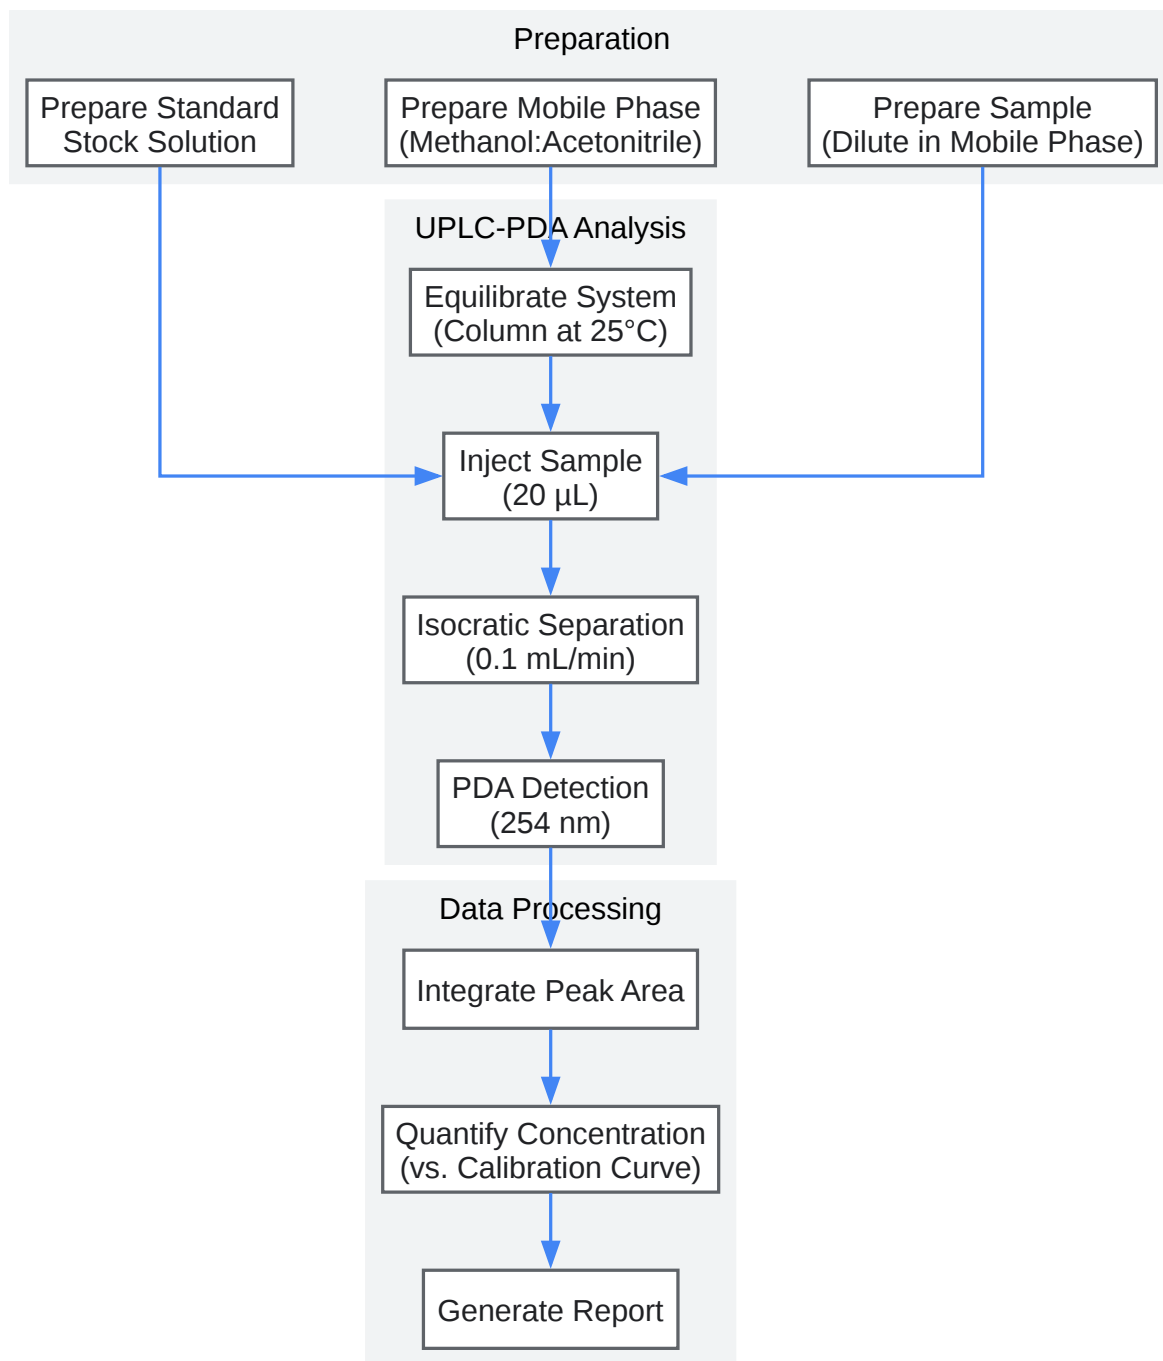 Preparation
Prepare Standard
Stock Solution
Prepare Mobile Phase
(Methanol:Acetonitrile)
Prepare Sample
(Dilute in Mobile Phase)
UPLC-PDA Analysis
Equilibrate System
(Column at 25°C)
Inject Sample
(20 µL)
Isocratic Separation
(0.1 mL/min)
PDA Detection
(254 nm)
Data Processing
Integrate Peak Area
Quantify Concentration
(vs. Calibration Curve)
Generate Report